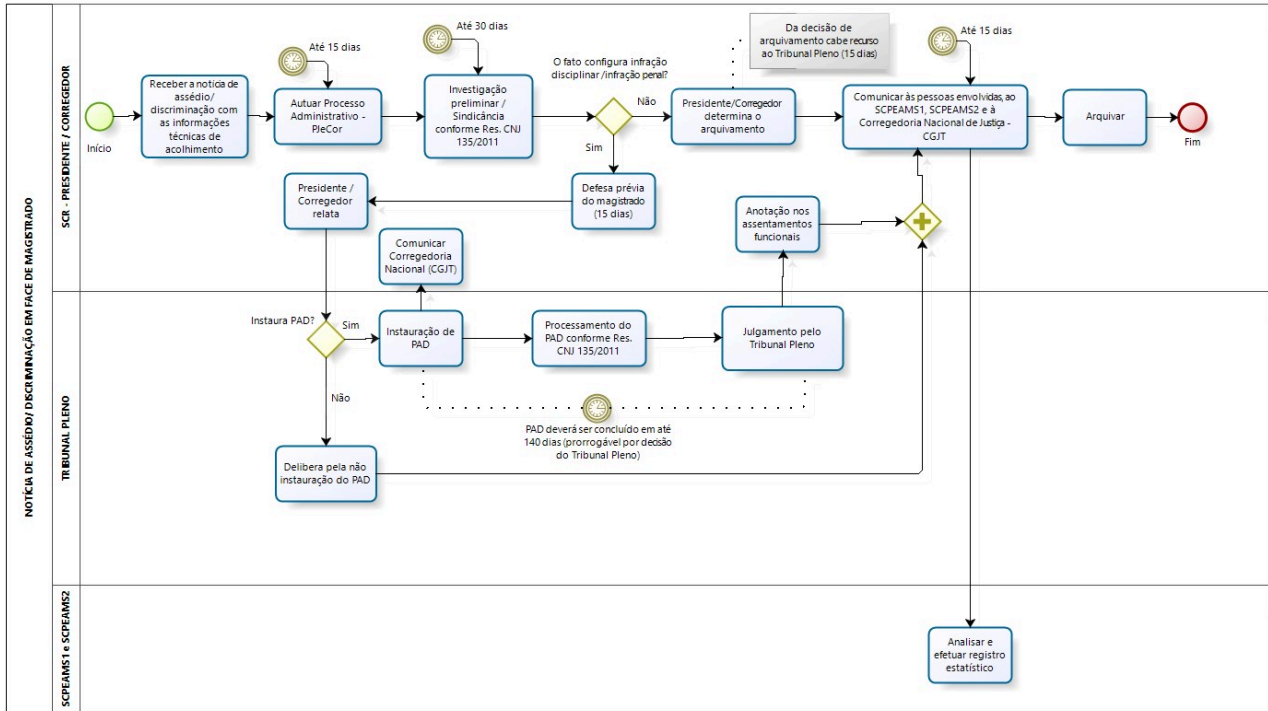 NOTÍCIA DE ASSÉDIO/ DISCRIMINAÇÃO EM FACE DE MAGISTRADO
SCR - PRESIDENTE / CORREGEDOR
Início
Receber a notícia de
assédio/
discriminação com
as informações
técnicas de
acolhimento
Até 15 dias
Autuar Processo
Administrativo -
PJeCor
Até 30 dias
Investigação
preliminar /
Sindicância
conforme Res. CNJ
135/2011
O fato configura infração
disciplinar /infração penal?
Não
Sim
Presidente/Corregedor
determina o
arquivamento
Da decisão de
arquivamento cabe recurso
ao Tribunal Pleno (15 dias)
Até 15 dias
Comunicar às pessoas envolvidas, ao
SCPEAMS1, SCPEAMS2 e à
Corregedoria Nacional de Justiça -
CGJT
Arquivar
Fim
Defesa prévia
do magistrado
(15 dias)
Presidente /
Corregedor
relata
Comunicar
Corregedoria
Nacional (CGJT)
Anotação nos
assentamentos
funcionais
TRIBUNAL PLENO
Instaura PAD?
Sim
Não
Instauração de
PAD
Processamento do
PAD conforme Res.
CNJ 135/2011
Julgamento pelo
Tribunal Pleno
PAD deverá ser concluído em até
140 dias (prorrogável por decisão
do Tribunal Pleno)
Delibera pela não
instauração do PAD
SCPEAMS1 e SCPEAMS2
Analisar e
efetuar registro
estatístico